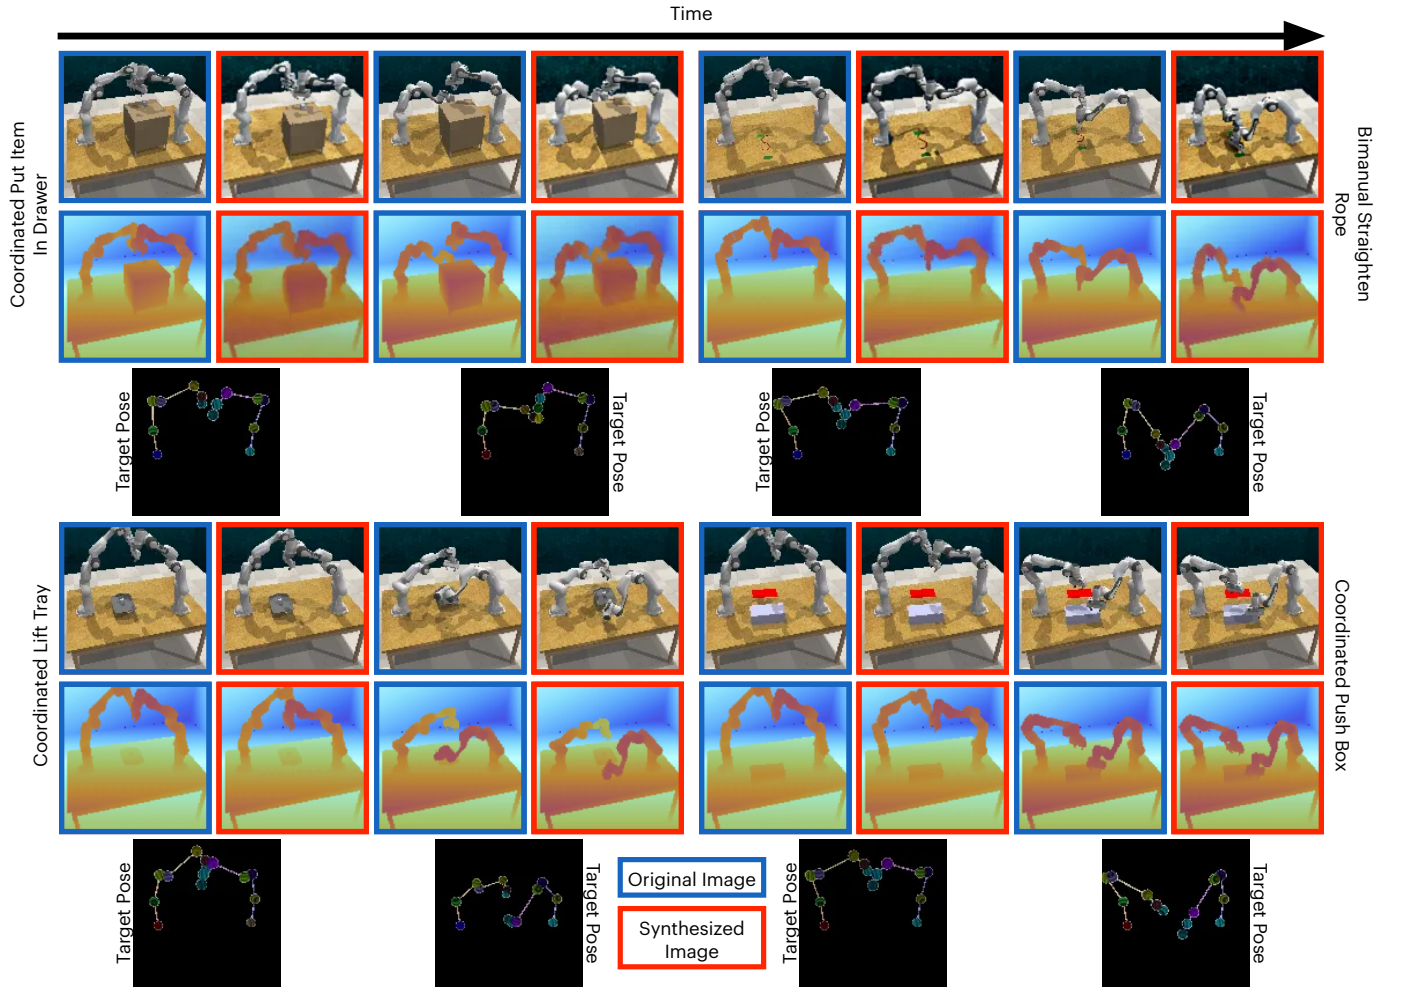 Time
Coordinated Put Item
In Drawer
Bimanual Straighten
Rope
Target Pose
Target Pose
Target Pose
Target Pose
Coordinated Lift Tray
Coordinated Push Box
Target Pose
Target Pose
Target Pose
Target Pose
Original Image
Synthesized
Image